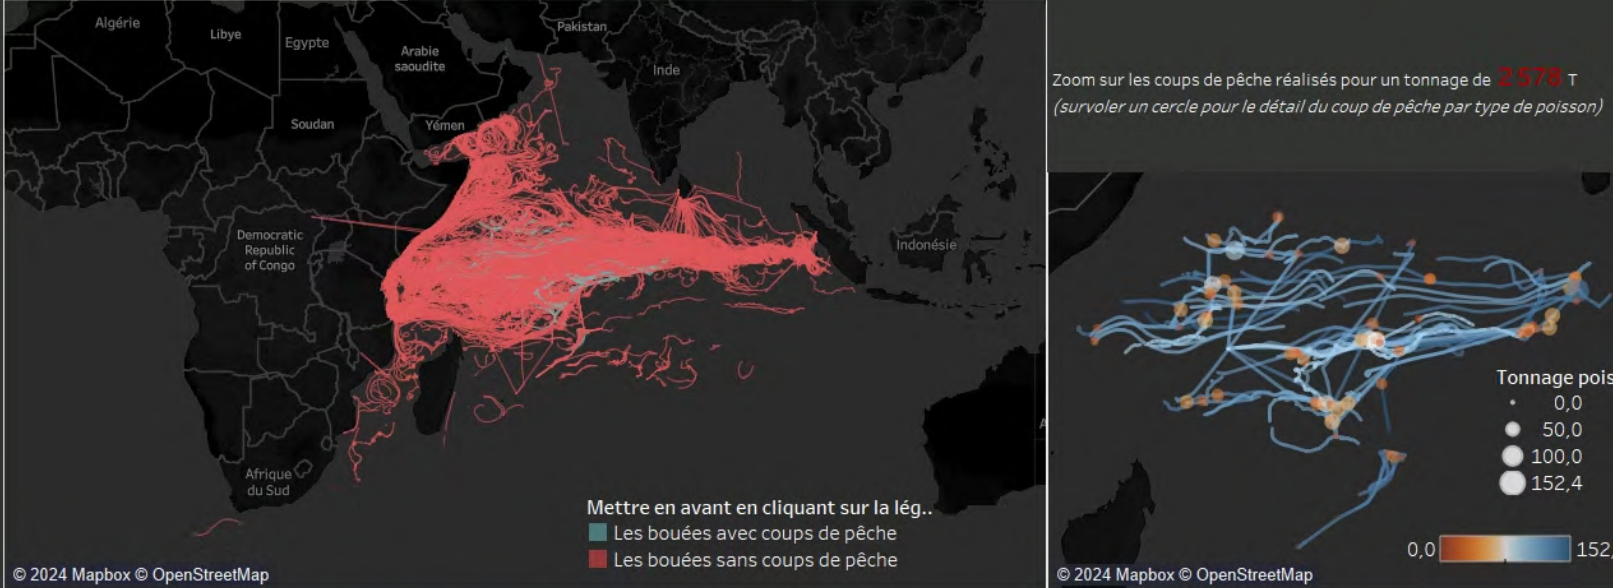 Algérie
Libye
Egypte
Arabie
saoudite
Pakistan
Inde
Soudan
Yémen
Democratic
Republic
of Congo
Indonésie
Afrique
du Sud
A
Mettre en avant en cliquant sur la lég..
Les bouées avec coups de pêche
Les bouées sans coups de pêche
© 2024 Mapbox © OpenStreetMap
Zoom sur les coups de pêche réalisés pour un tonnage de 2 578 T
(survoler un cercle pour le détail du coup de pêche par type de poisson)
Tonnage pois
0,0
50,0
100,0
152,4
0,0 152,
© 2024 Mapbox © OpenStreetMap